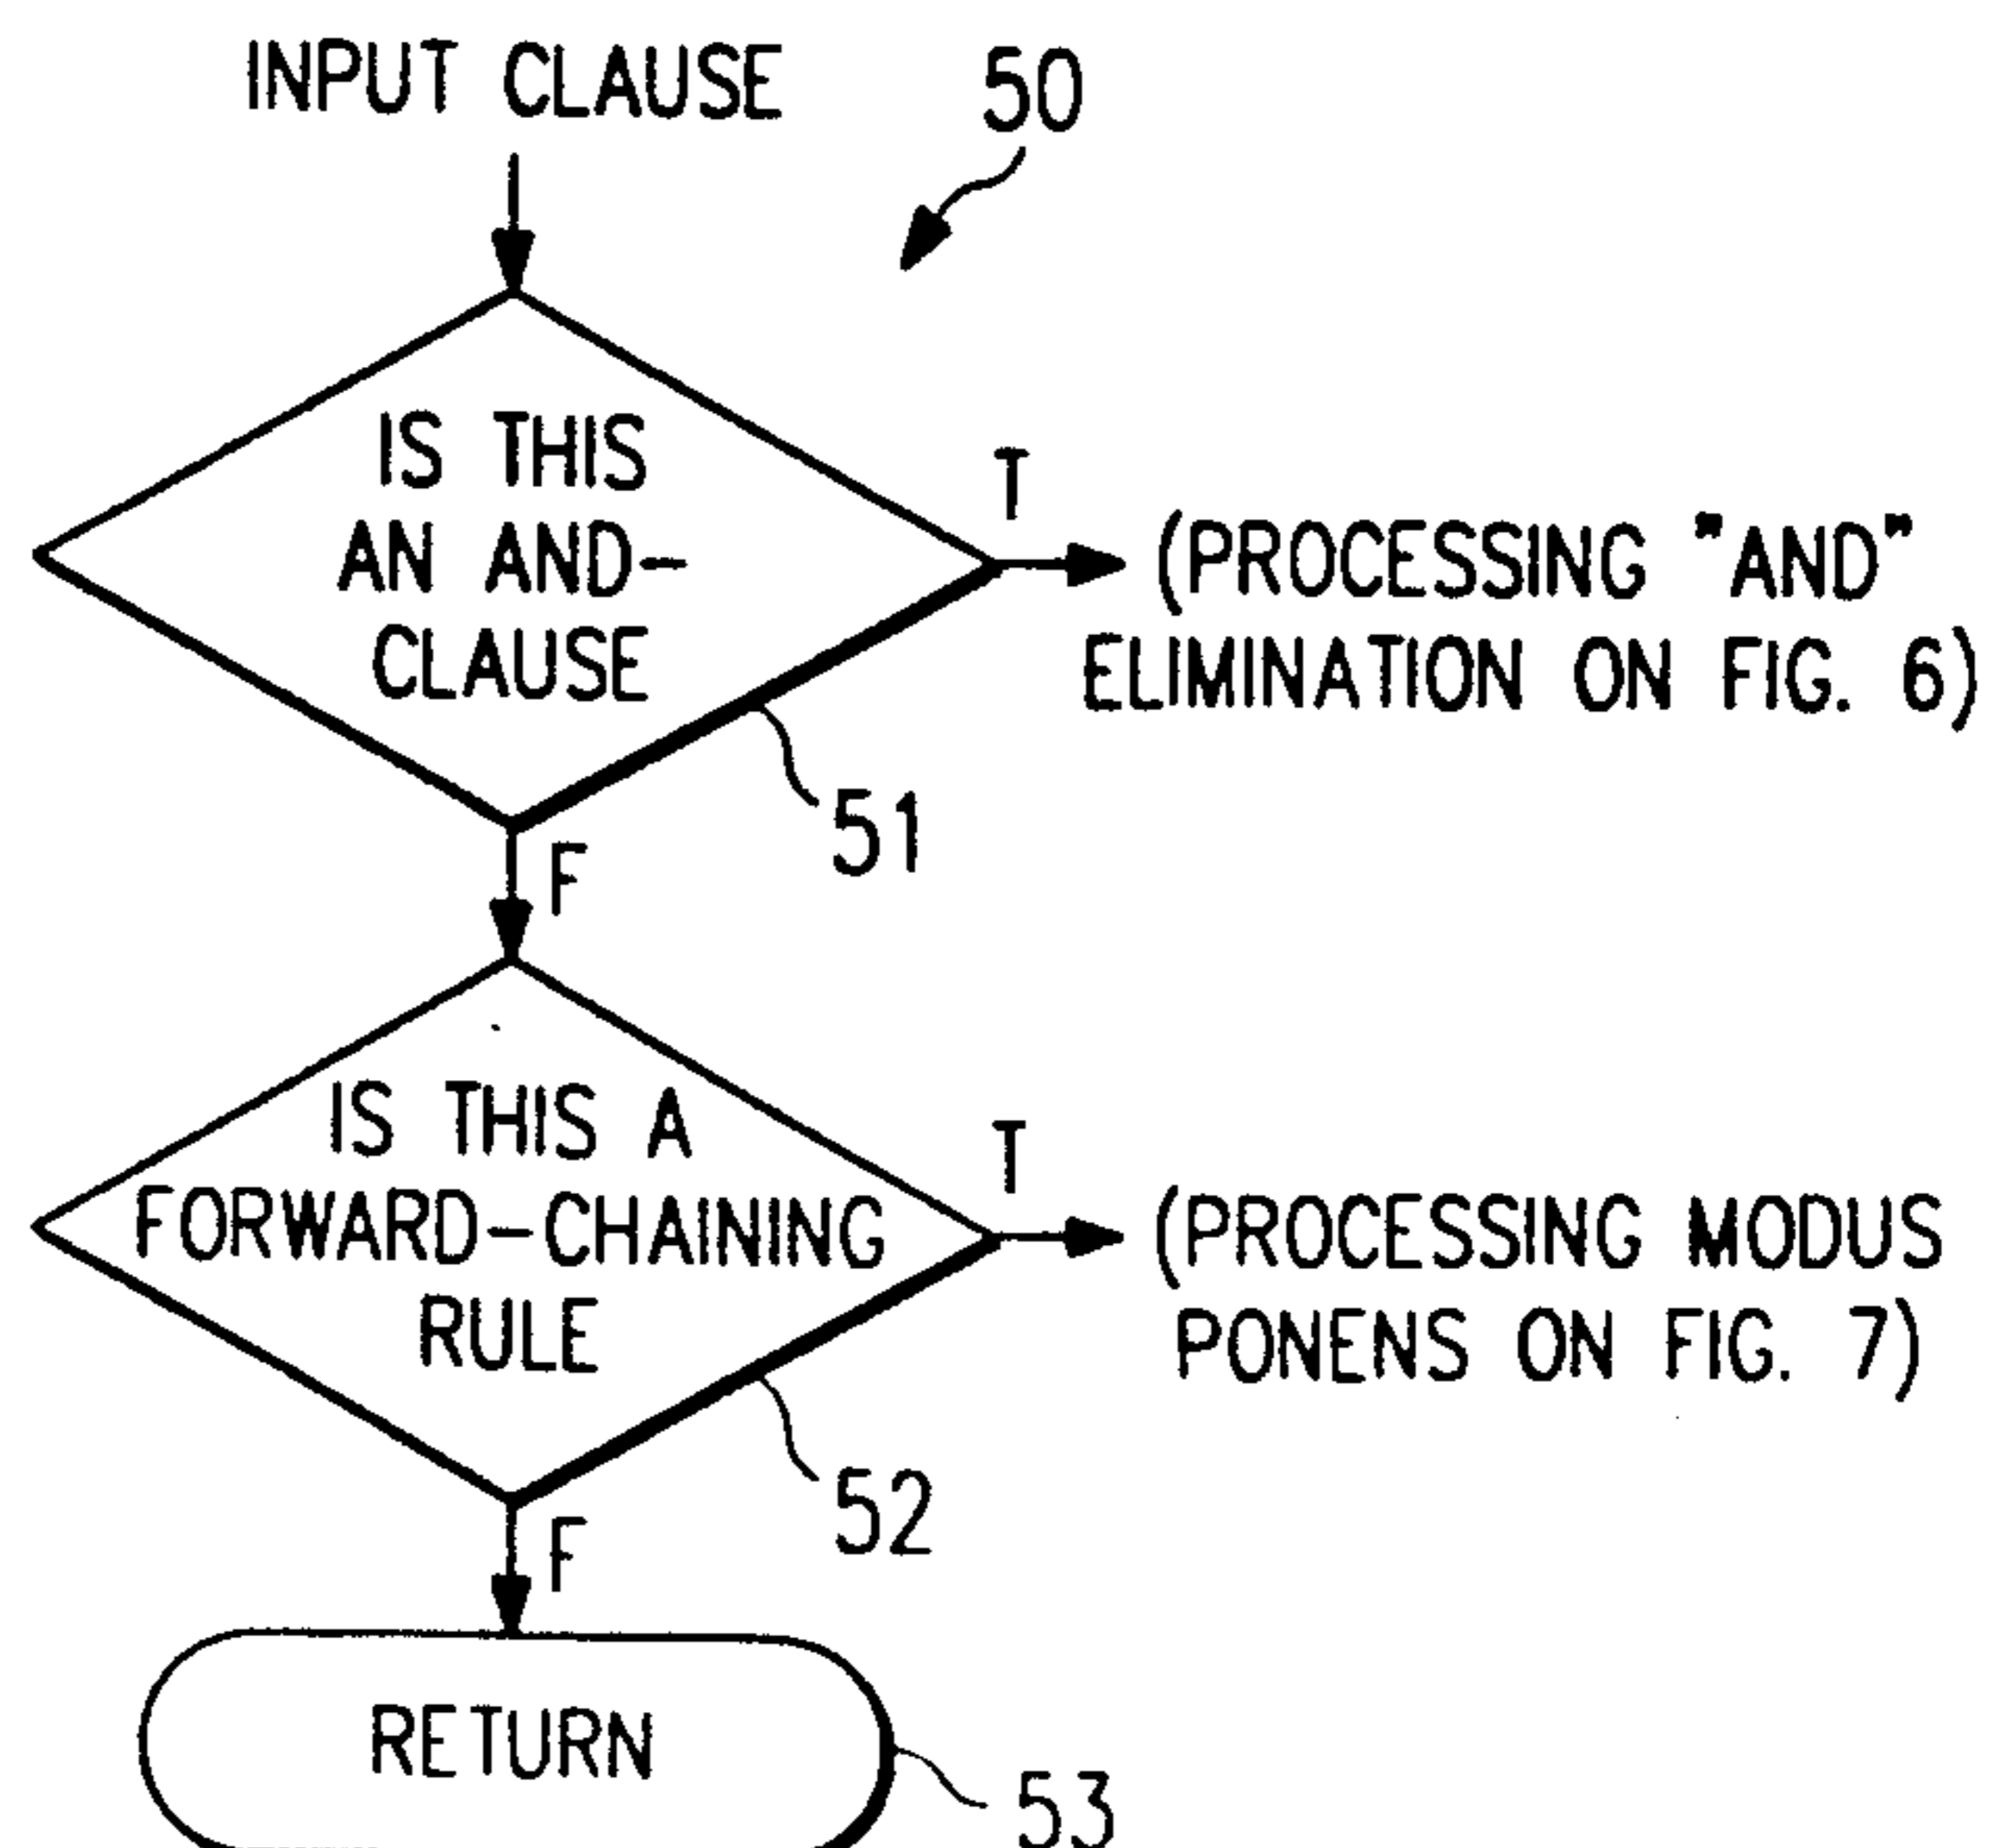 INPUT CLAUSE
50
IS THIS
AN AND-
CLAUSE
T
(PROCESSING "AND"
ELIMINATION ON FIG. 6)
51
F
IS THIS A
FORWARD-CHAINING
RULE
T
(PROCESSING MODUS
PONENS ON FIG. 7)
52
F
RETURN
53